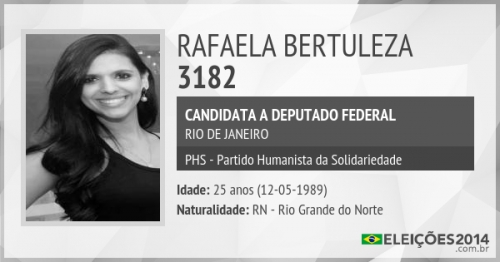 RAFAELA BERTULEZA
3182
CANDIDATA A DEPUTADO FEDERAL
RIO DE JANEIRO
PHS - Partido Humanista da Solidariedade
Idade: 25 anos (12-05-1989)
Naturalidade: RN - Rio Grande do Norte
ELEIÇÕES2014
.com.br